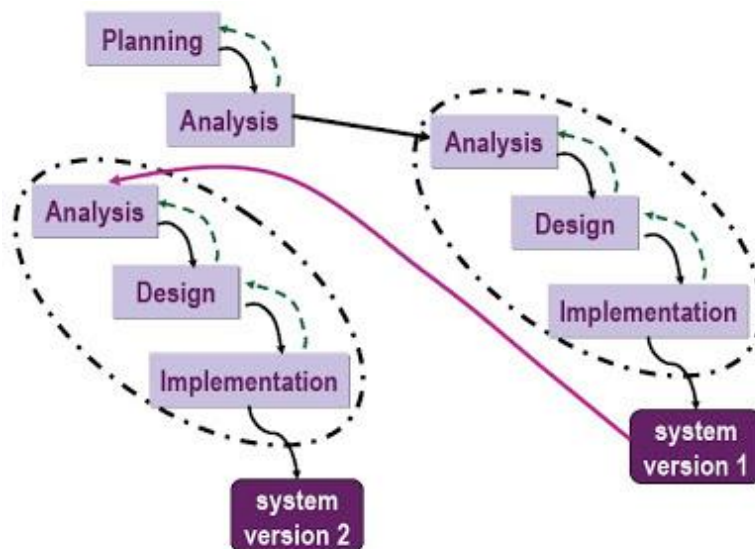 Planning
Analysis
Analysis
Design
Implementation
system
version 1
Analysis
Design
Implementation
system
version 2